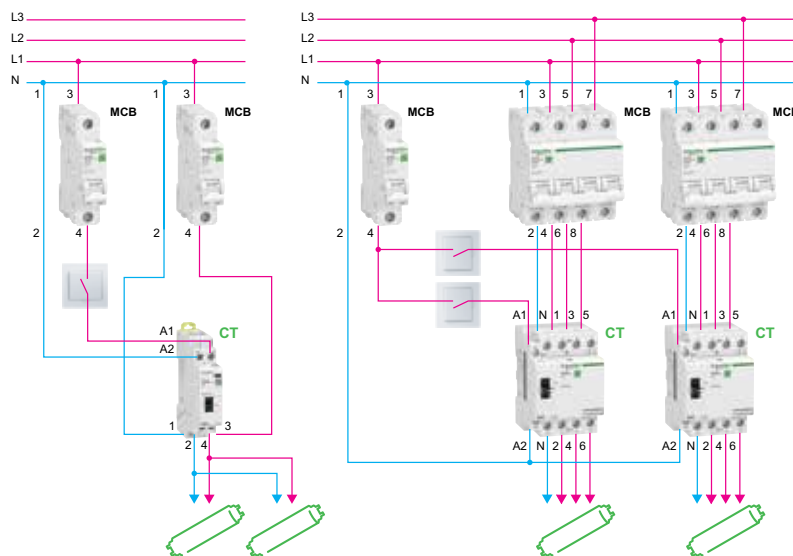 L3 L3
L2 L2
L1 L1
N N
1 3 1 3 3 1 3 5 7 1 3 5 7
MCB MCB MCB MCB MCB
2 4 2 4 4 2 4 6 8 2 4 6 8
A1 CT A1 N 1 3 5 CT A1 N 1 3 5 CT
A2
1 3
2 4 A2 N 2 4 6 A2 N 2 4 6